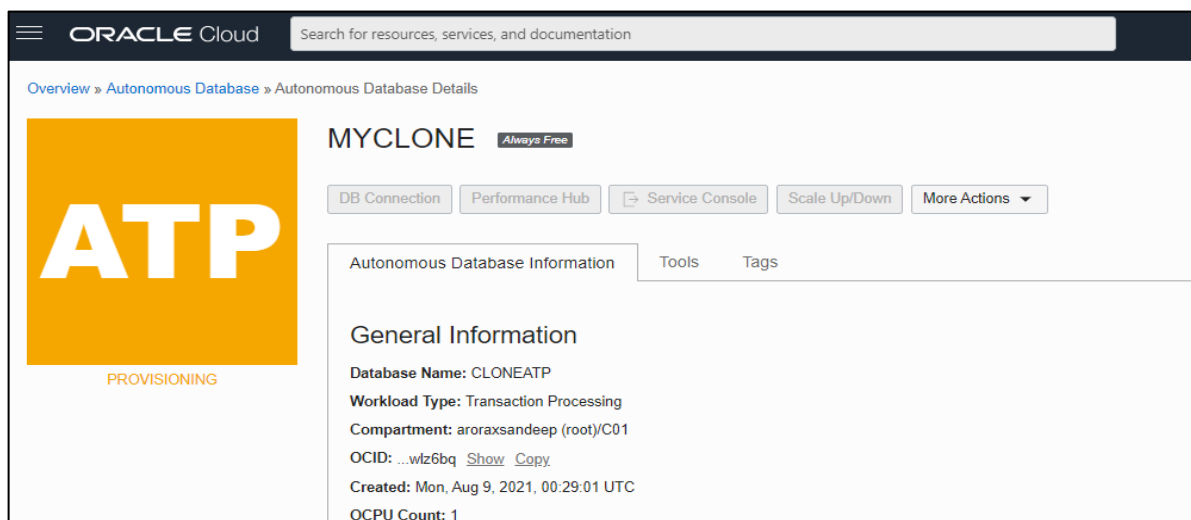 ORACLE Cloud
Search for resources, services, and documentation
Overview » Autonomous Database » Autonomous Database Details
ATP
PROVISIONING
MYCLONE Always Free
DB Connection Performance Hub Service Console Scale Up/Down More Actions
Autonomous Database Information Tools Tags
General Information
Database Name: CLONEATP
Workload Type: Transaction Processing
Compartment: aroraxsandeep (root)/C01
OCID: ...wlz6bq Show Copy
Created: Mon, Aug 9, 2021, 00:29:01 UTC
OCPU Count: 1